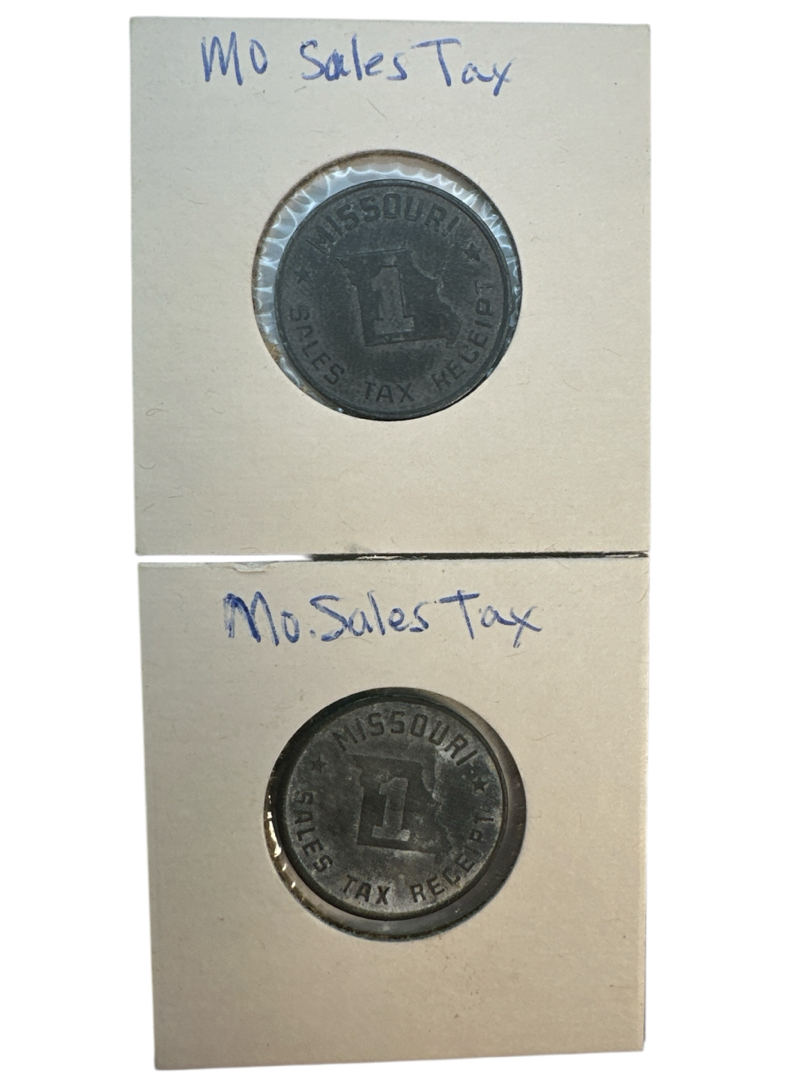 Mo Sales Tax
MISSOURI
1
SALES TAX RECEIPT
Mo. Sales Tax
MISSOURI
1
SALES TAX RECEIPT